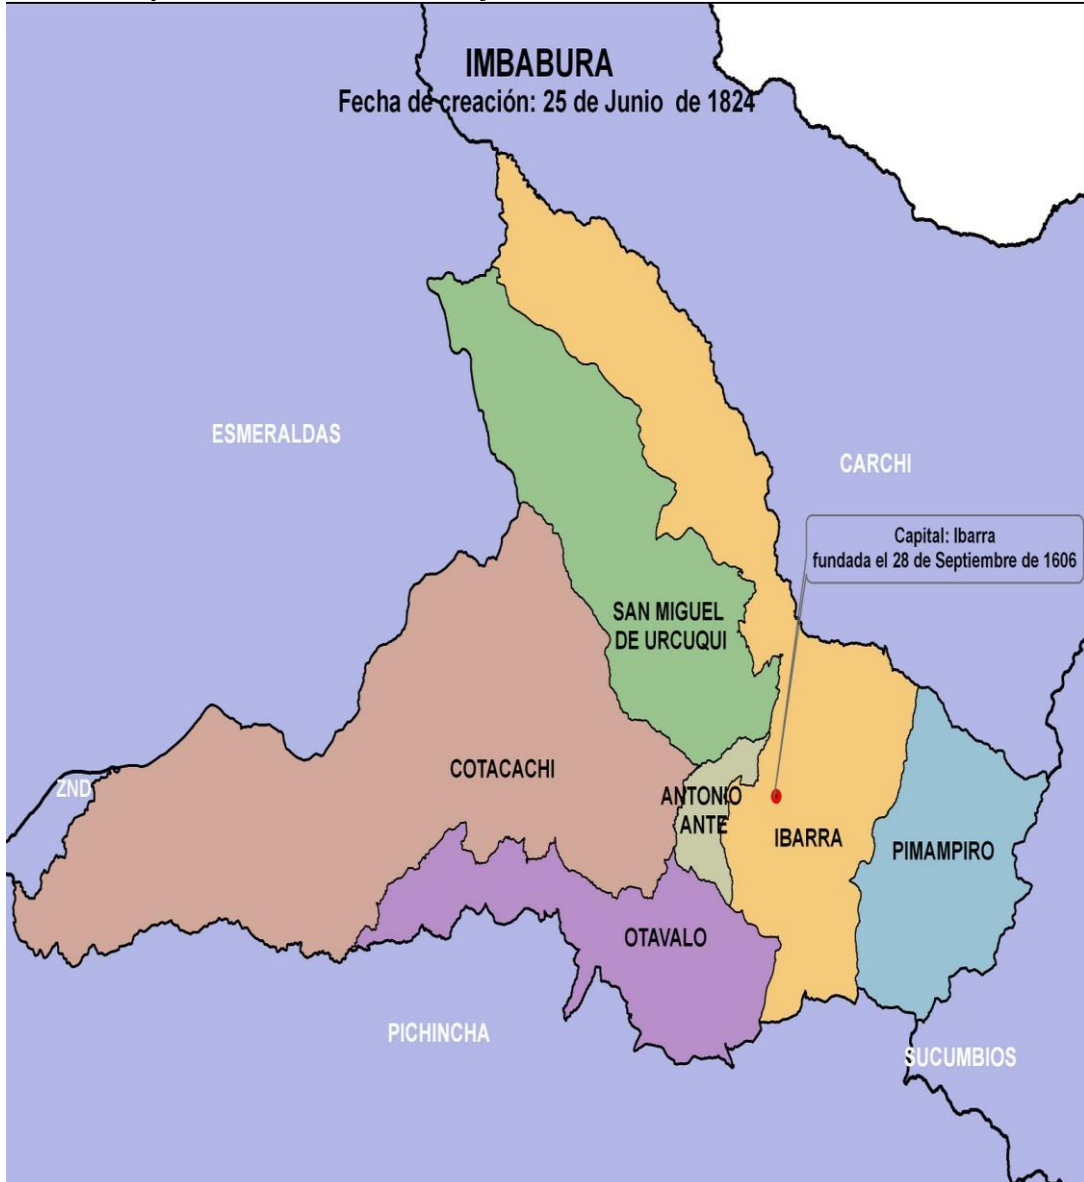 IMBABURA
Fecha de creación: 25 de Junio de 1824
ESMERALDAS
CARCHI
Capital: Ibarra
fundada el 28 de Septiembre de 1606
SAN MIGUEL
DE URCUQUI
COTACACHI
ZND
ANTONIO
ANTE
IBARRA
PIMAMPIRO
OTAVALO
PICHINCHA
SUCUMBIOS